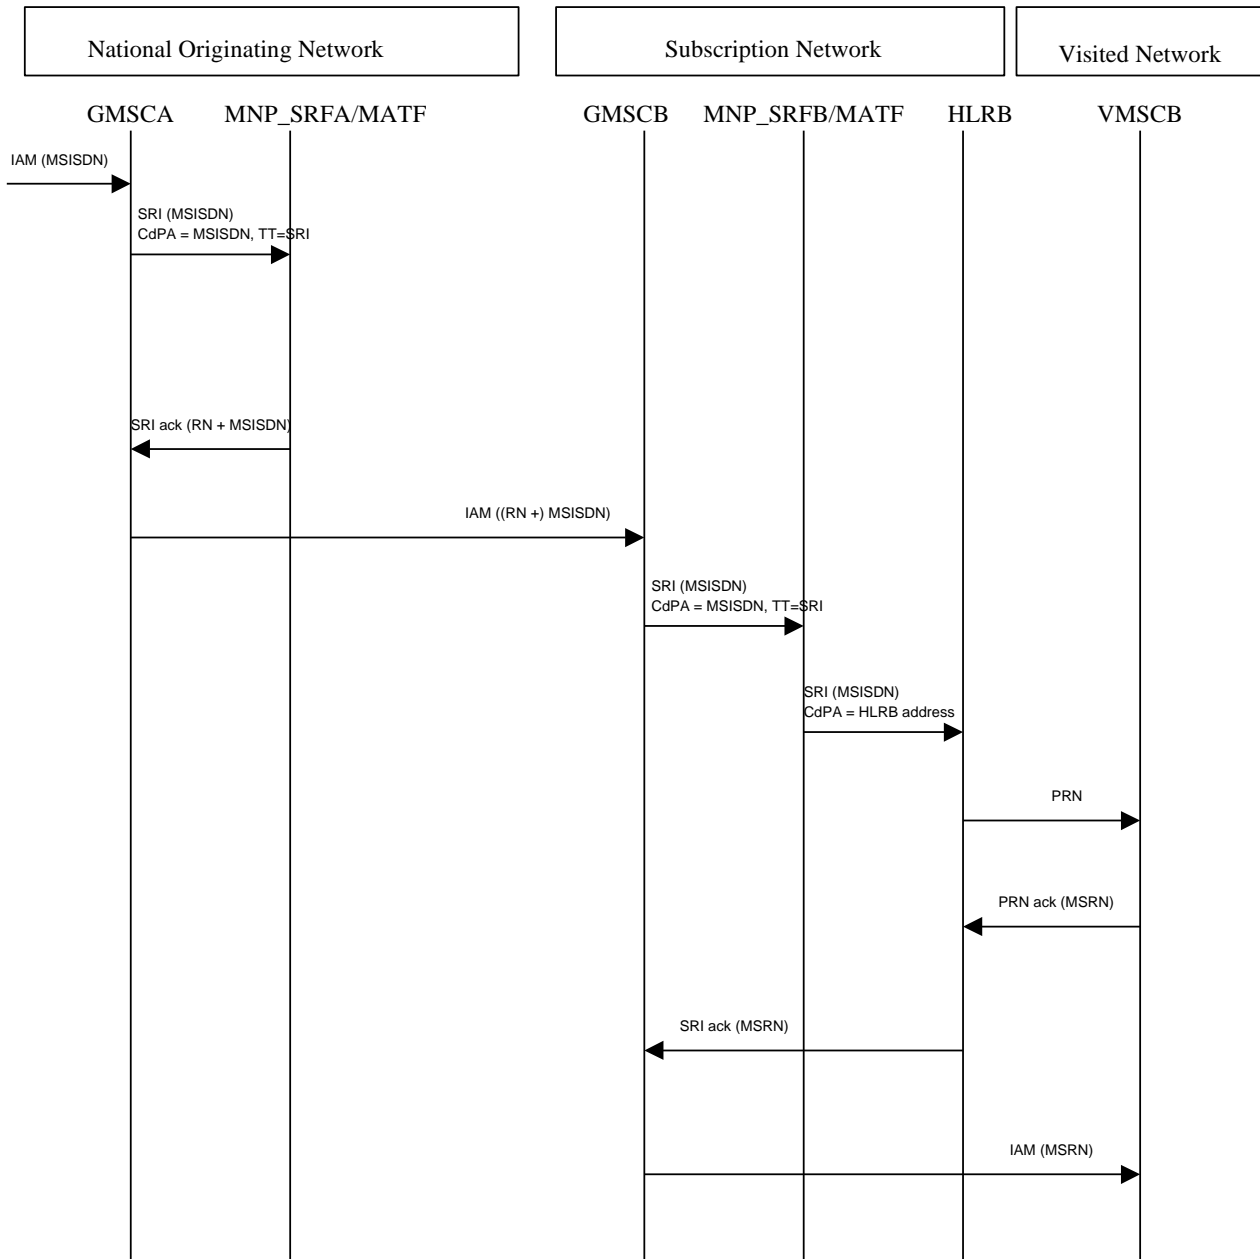 National Originating Network
Subscription Network
Visited Network
GMSCA
MNP_SRFA/MATF
GMSCB
MNP_SRFB/MATF
HLRB
VMSCB
IAM (MSISDN)
SRI (MSISDN)
CdPA = MSISDN, TT=SRI
SRI ack (RN + MSISDN)
IAM ((RN +) MSISDN)
SRI (MSISDN)
CdPA = MSISDN, TT=SRI
SRI (MSISDN)
CdPA = HLRB address
PRN
PRN ack (MSRN)
SRI ack (MSRN)
IAM (MSRN)